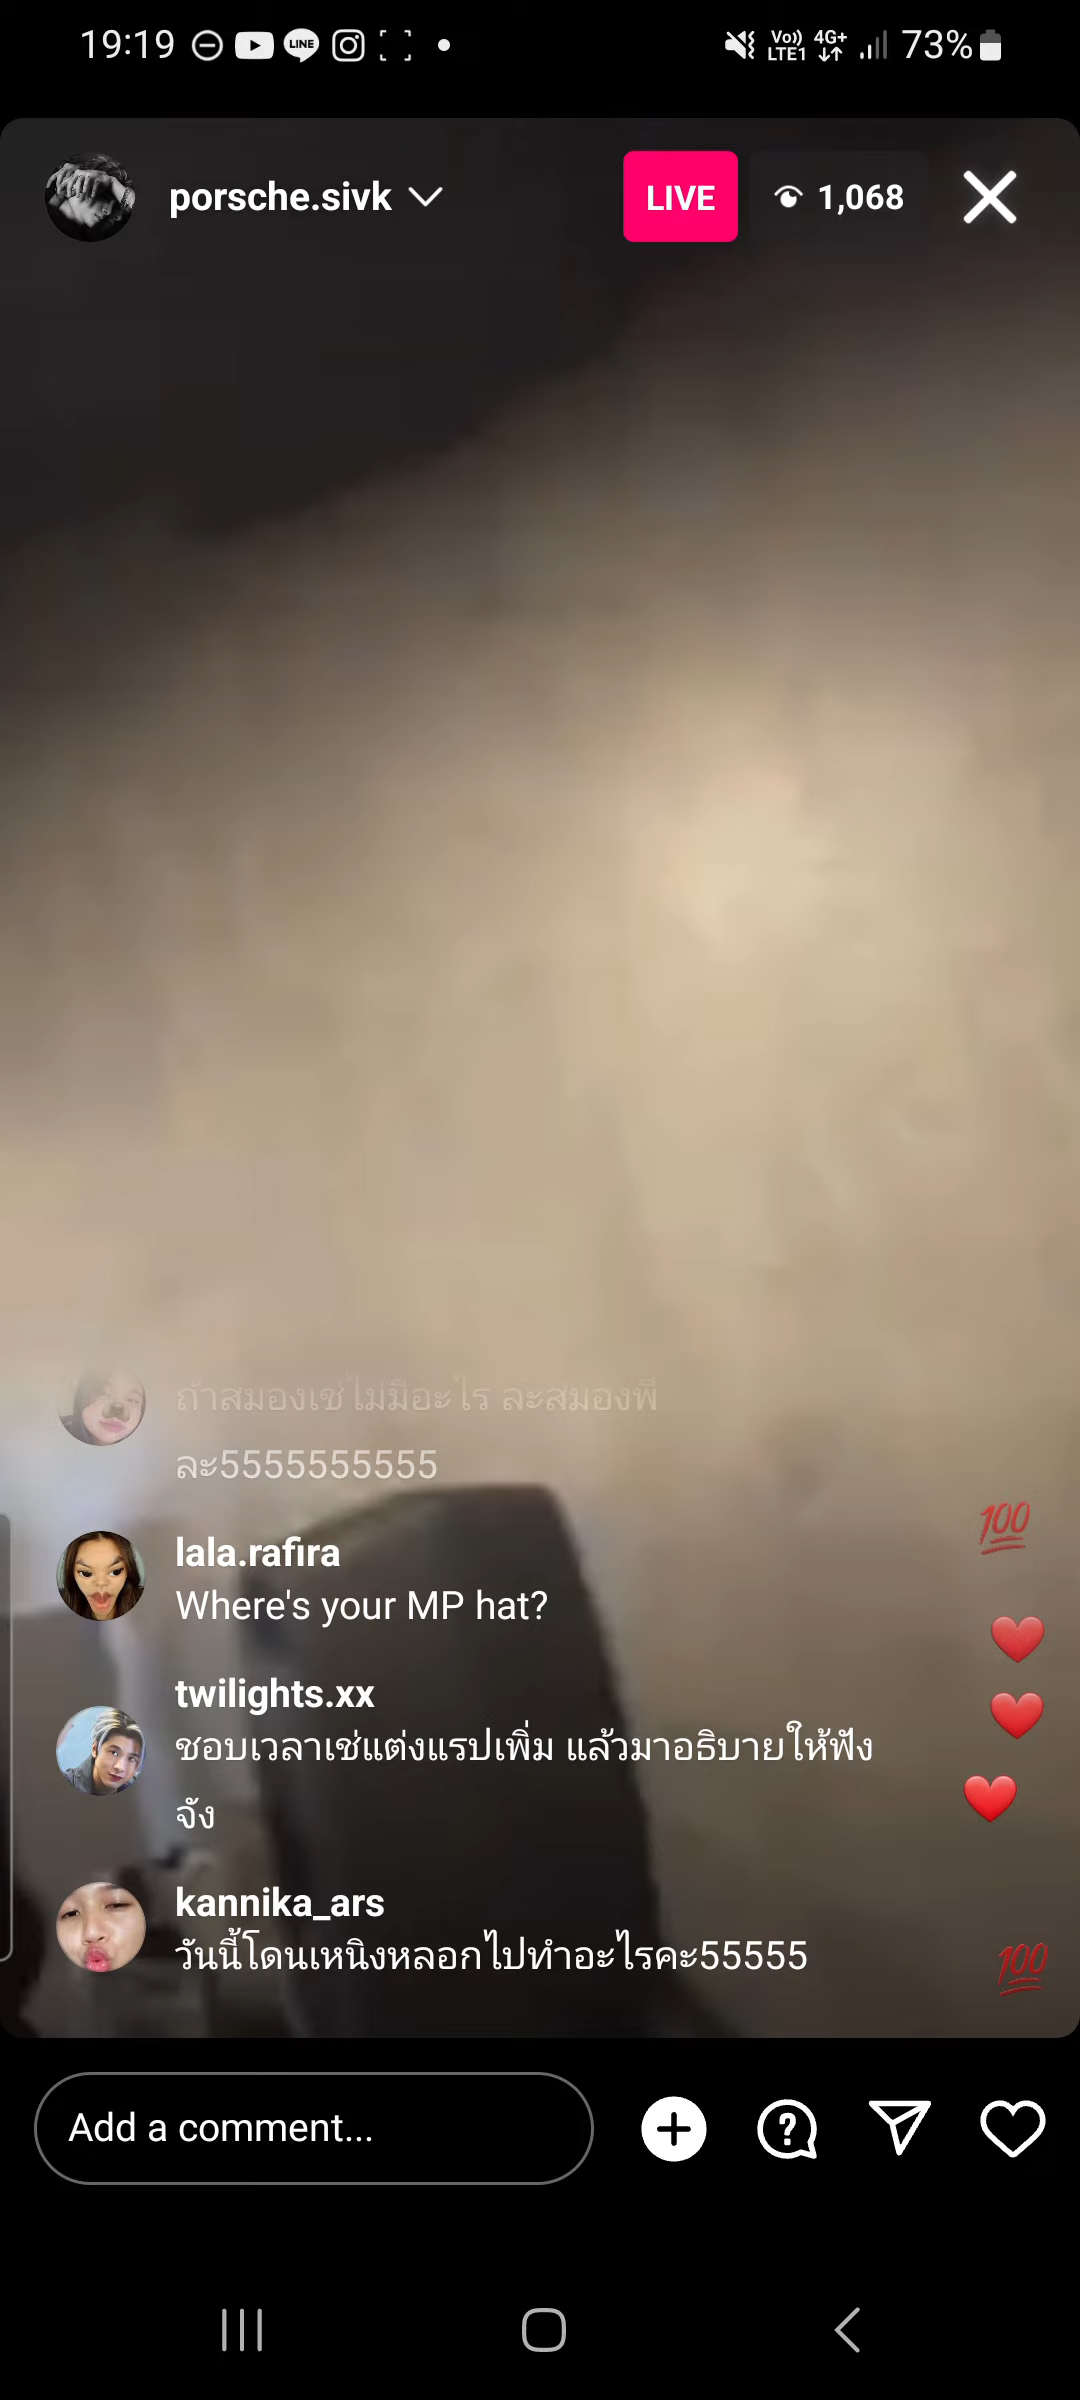 19:19
LINE
Vo)) LTE1
4G+
73%
porsche.sivk
LIVE
1,068
ถ้าสมองเช่ไม่มีอะไร ละสมองพี่
ละ5555555555
lala.rafira
Where's your MP hat?
twilights.xx
ชอบเวลาเช่แต่งแรปเพิ่ม แล้วมาอธิบายให้ฟัง
จัง
kannika_ars
วันนี้โดนเหนิงหลอกไปทำอะไรคะ55555
100
100
Add a comment...